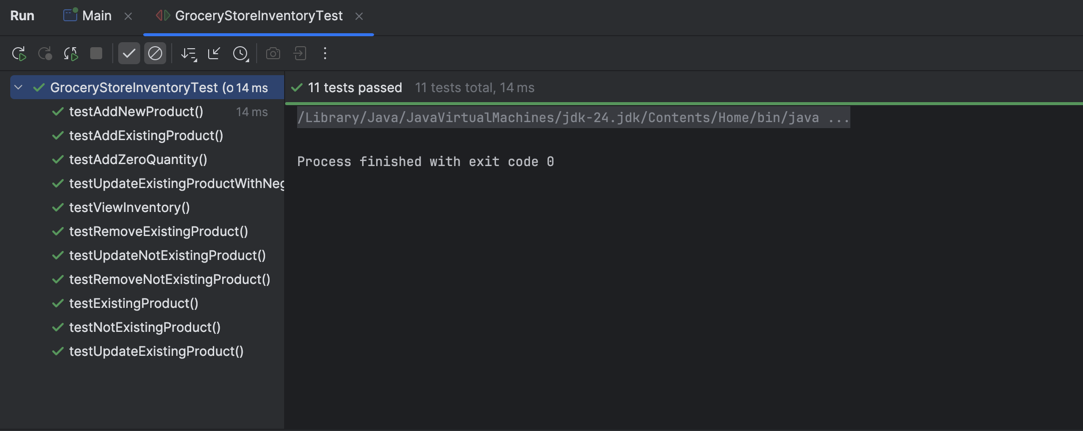 Run Main GroceryStoreInventoryTest
GroceryStoreInventoryTest (o 14 ms
11 tests passed 11 tests total, 14 ms
testAddNewProduct() 14 ms
testAddExistingProduct()
testAddZeroQuantity()
testUpdateExistingProductWithNeg
testViewInventory()
testRemoveExistingProduct()
testUpdateNotExistingProduct()
testRemoveNotExistingProduct()
testExistingProduct()
testNotExistingProduct()
testUpdateExistingProduct()
/Library/Java/JavaVirtualMachines/jdk-24.jdk/Contents/Home/bin/java ...
Process finished with exit code 0